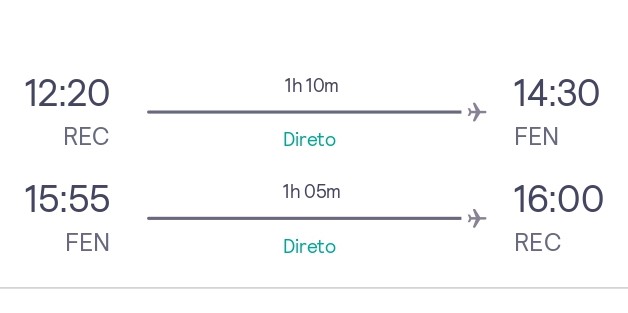 1h 10m
12:20 14:30
REC Direto FEN
1h 05m
15:55 16:00
FEN Direto REC